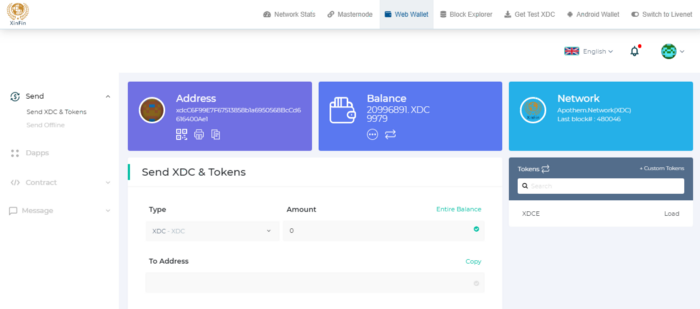 XinFin
Network Stats
Masternode
Web Wallet
Block Explorer
Get Test XDC
Android Wallet
Switch to Livenet
English
Send
Send XDC & Tokens
Send Offline
Dapps
Contract
Message
Address
Balance
20996891. XDC
9979
Network
Apothem.Network(XDC)
Last block# : 480046
Send XDC & Tokens
Type
Amount
Entire Balance
XDC - XDC
0
To Address
Copy
Tokens
+ Custom Tokens
Search
XDCE
Load